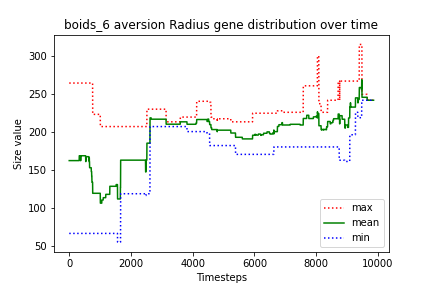 boids_6 aversion Radius gene distribution over time
Size value
300
250
200
150
100
50
0
2000
4000
6000
8000
10000
Timesteps
max
mean
min